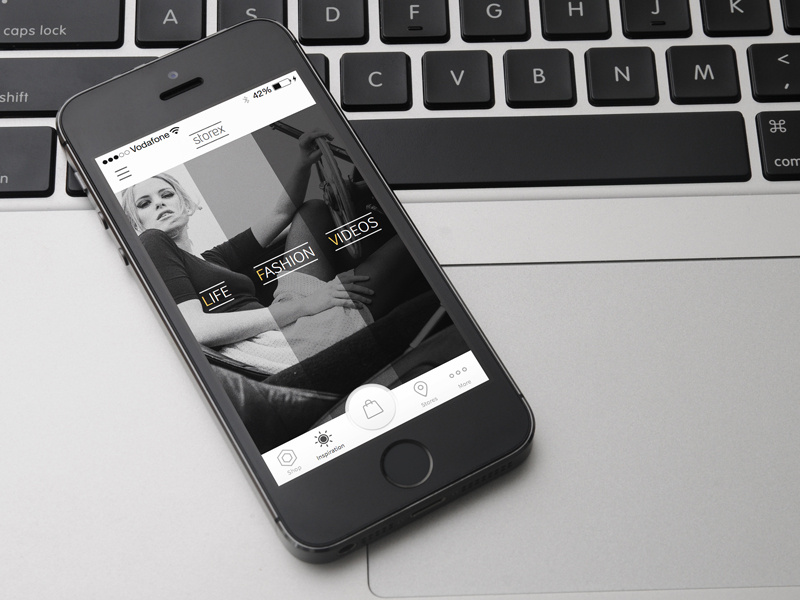 caps lock
A
S
D
F
G
H
J
K
shift
C
V
B
N
M
<
,
⌘
com
n
42%
Vodafone
storex
LIFE
FASHION
VIDEOS
Shop
Inspiration
Stores
More